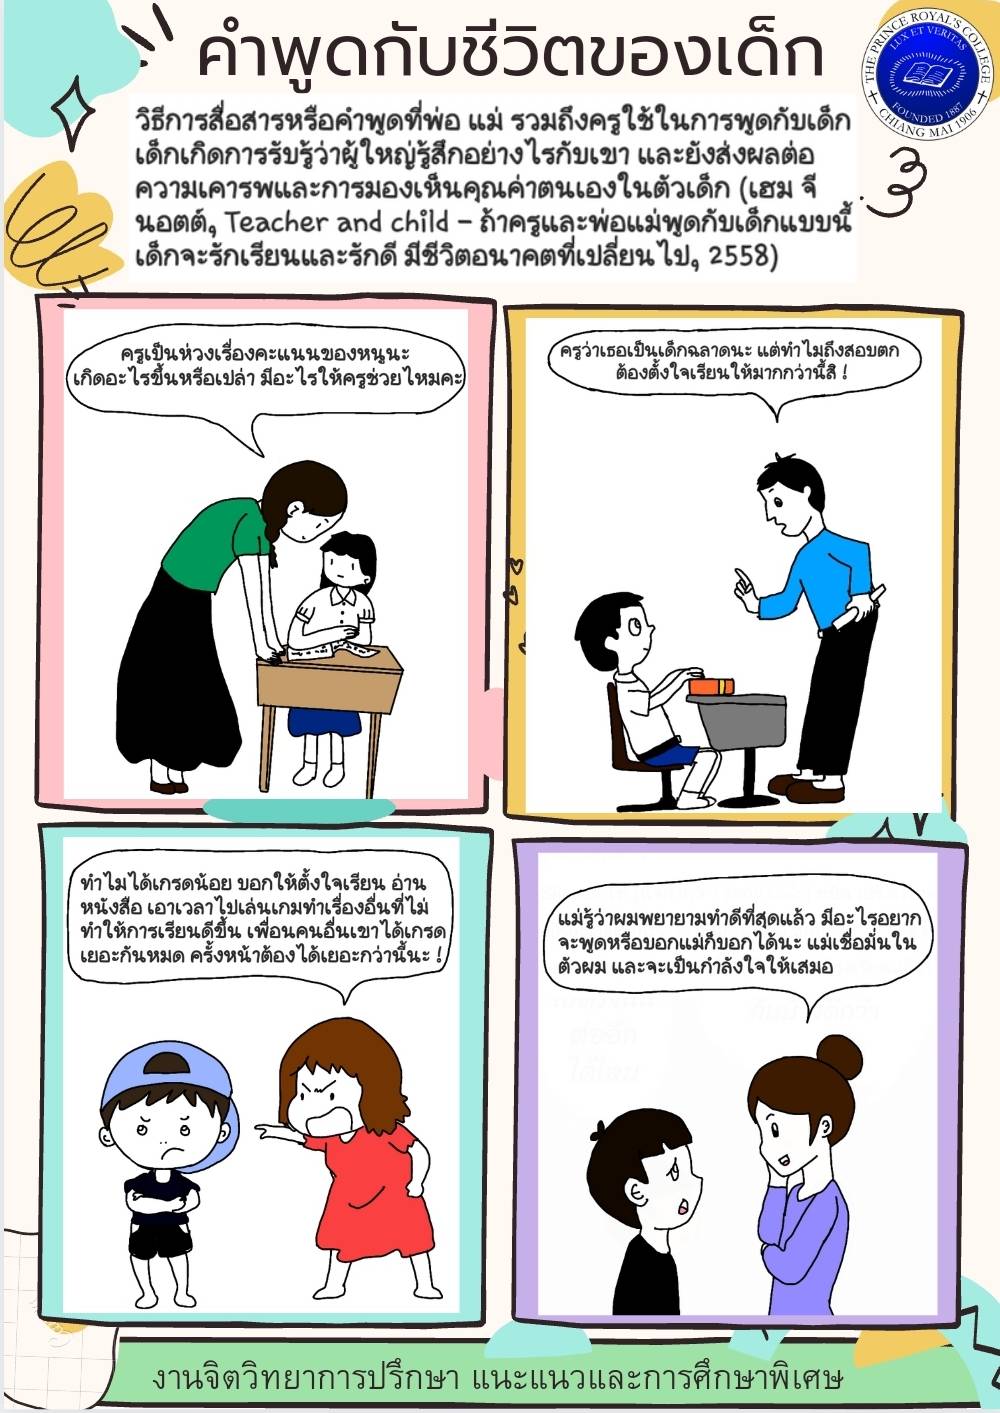 คำพูดกับชีวิตของเด็ก
THE PRINCE ROYAL'S COLLEGE
LUX ET VERITAS
FOUNDED 1887
CHIANG MAI 1906
วิธีการสื่อสารหรือคำพูดที่พ่อ แม่ รวมถึงครูใช้ในการพูดกับเด็ก
เด็กเกิดการรับรู้ว่าผู้ใหญ่รู้สึกอย่างไรกับเขา และยังส่งผลต่อ
ความเคารพและการมองเห็นคุณค่าตนเองในตัวเด็ก (เฮม จี
นอตต์, Teacher and child – ถ้าครูและพ่อแม่พูดกับเด็กแบบนี้
เด็กจะรักเรียนและรักดี มีชีวิตอนาคตที่เปลี่ยนไป, 2558)
ครูเป็นห่วงเรื่องคะแนนของหนูนะ
เกิดอะไรขึ้นหรือเปล่า มีอะไรให้ครูช่วยไหมคะ
ครูว่าเธอเป็นเด็กฉลาดนะ แต่ทำไมถึงสอบตก
ต้องตั้งใจเรียนให้มากกว่านี้สิ !
ทำไมได้เกรดน้อย บอกให้ตั้งใจเรียน อ่าน
หนังสือ เอาเวลาไปเล่นเกมทำเรื่องอื่นที่ไม่
ทำให้การเรียนดีขึ้น เพื่อนคนอื่นเขาได้เกรด
เยอะกันหมด ครั้งหน้าต้องได้เยอะกว่านี้นะ !
แม่รู้ว่าผมพยายามทำดีที่สุดแล้ว มีอะไรอยาก
จะพูดหรือบอกแม่ก็บอกได้นะ แม่เชื่อมั่นใน
ตัวผม และจะเป็นกำลังใจให้เสมอ
ต่ออีก
ได้ไหม
งานจิตวิทยาการปรึกษา แนะแนวและการศึกษาพิเศษ